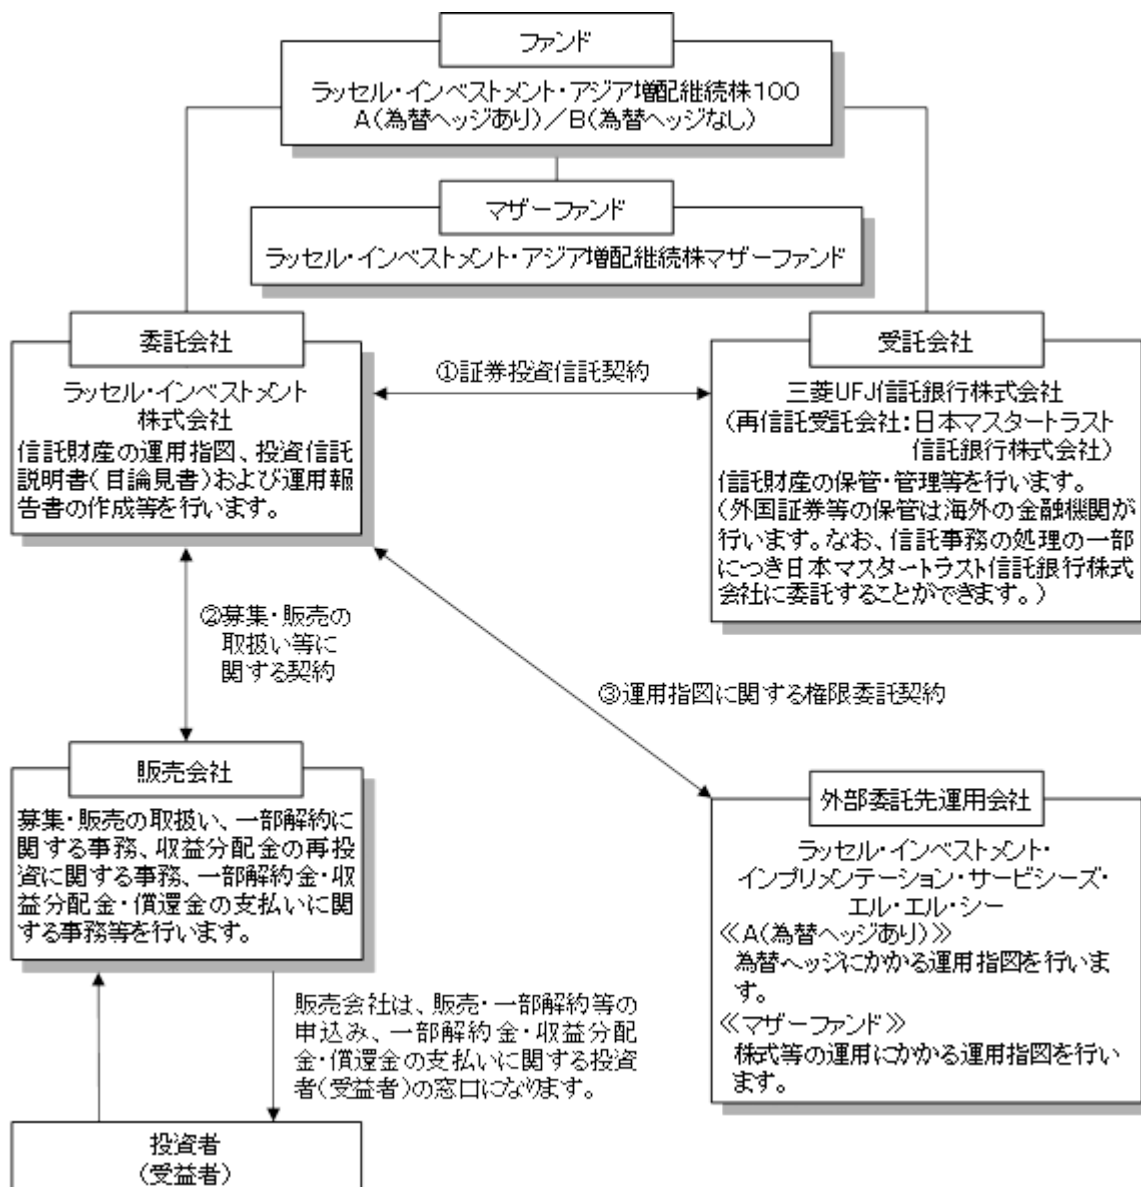 ファンド
ラッセル・インベストメント・アジア増配継続株100
A(為替ヘッジあり)/B(為替ヘッジなし)
マザーファンド
ラッセル・インベストメント・アジア増配継続株マザーファンド
委託会社
ラッセル・インベストメント
株式会社
信託財産の運用指図、投資信託
説明書(目論見書)および運用報
告書の作成等を行います。
①証券投資信託契約
受託会社
三菱UFJ信託銀行株式会社
(再信託受託会社:日本マスタートラスト
信託銀行株式会社)
信託財産の保管・管理等を行います。
(外国証券等の保管は海外の金融機関が
行います。なお、信託事務の処理の一部
につき日本マスタートラスト信託銀行株式
会社に委託することができます。)
②募集・販売の
取扱い等に
関する契約
③運用指図に関する権限委託契約
販売会社
募集・販売の取扱い、一部解約に
関する事務、収益分配金の再投
資に関する事務、一部解約金・収
益分配金・償還金の支払いに関
する事務等を行います。
外部委託先運用会社
ラッセル・インベストメント・
インプリメンテーション・サービシーズ・
エル・エル・シー
≪A(為替ヘッジあり)≫
為替ヘッジにかかる運用指図を行いま
す。
≪マザーファンド≫
株式等の運用にかかる運用指図を行い
ます。
販売会社は、販売・一部解約等の
申込み、一部解約金・収益分配
金・償還金の支払いに関する投資
者(受益者)の窓口になります。
投資者
(受益者)